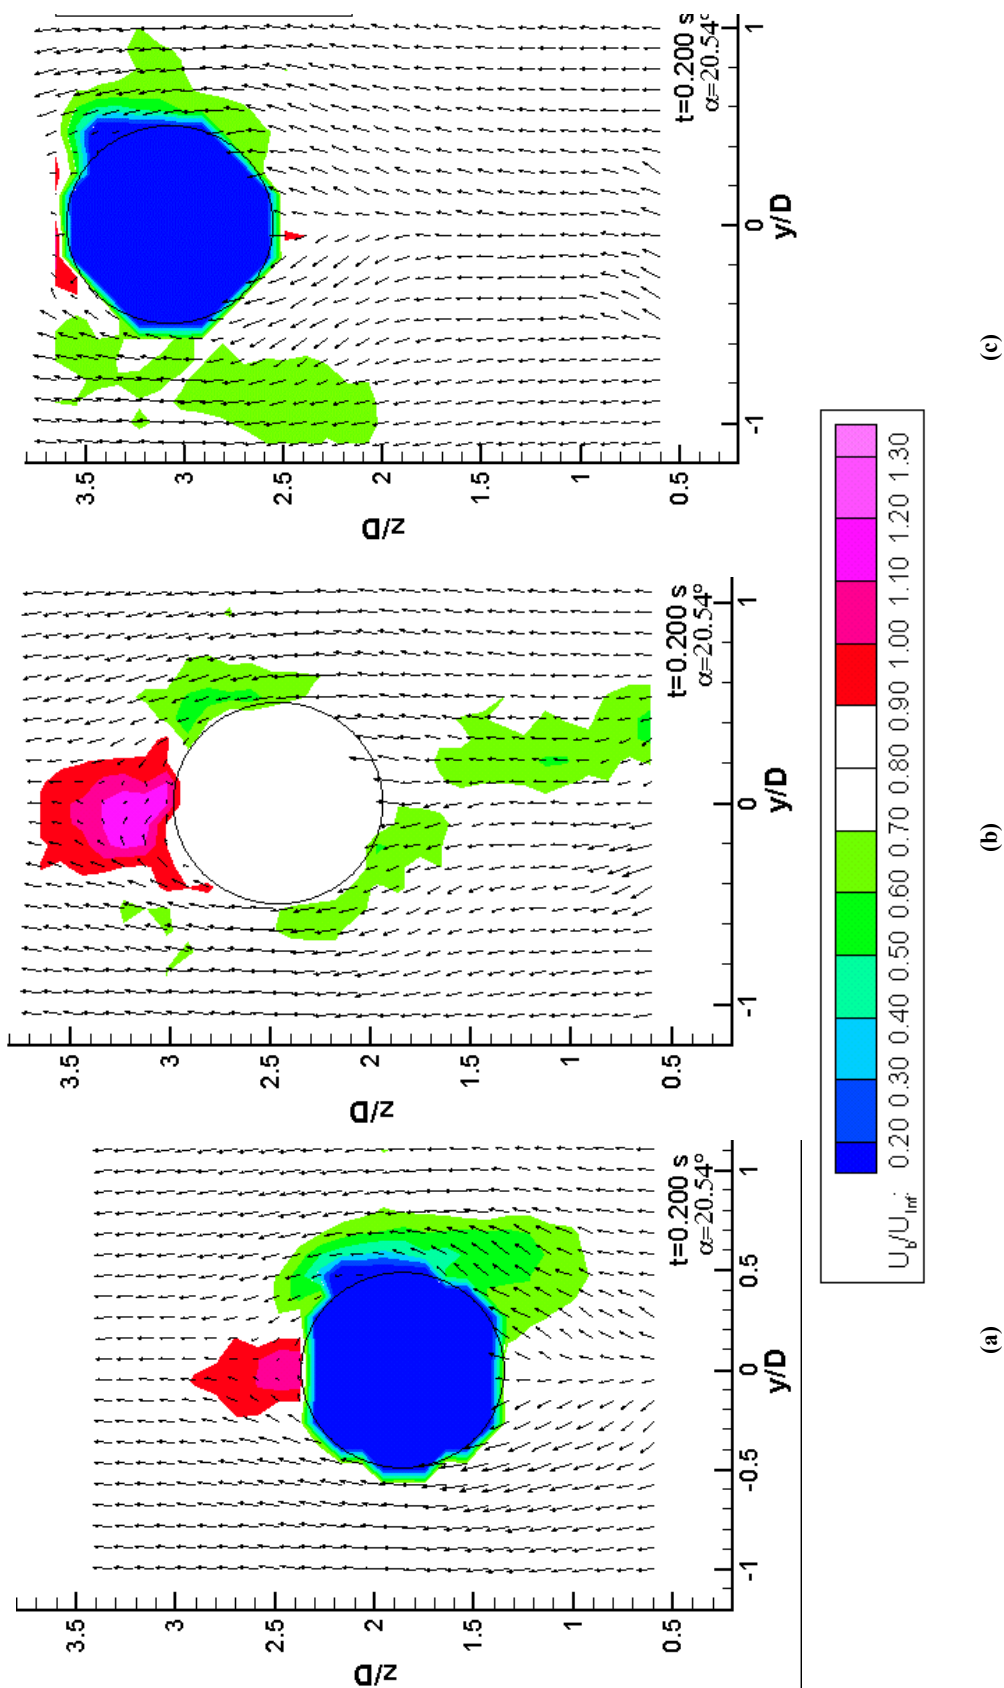 3.5
3
2.5
2
1.5
1
0.5
z/D
-1
-0.5
0
0.5
1
y/D
t=0.200 s
α=20.54°
(a)
3.5
3
2.5
2
1.5
1
0.5
z/D
-1
0
1
y/D
t=0.200 s
α=20.54°
(b)
3.5
3
2.5
2
1.5
1
0.5
z/D
-1
0
1
y/D
t=0.200 s
α=20.54°
(c)
U_b/U_Inf: 0.20 0.30 0.40 0.50 0.60 0.70 0.80 0.90 1.00 1.10 1.20 1.30